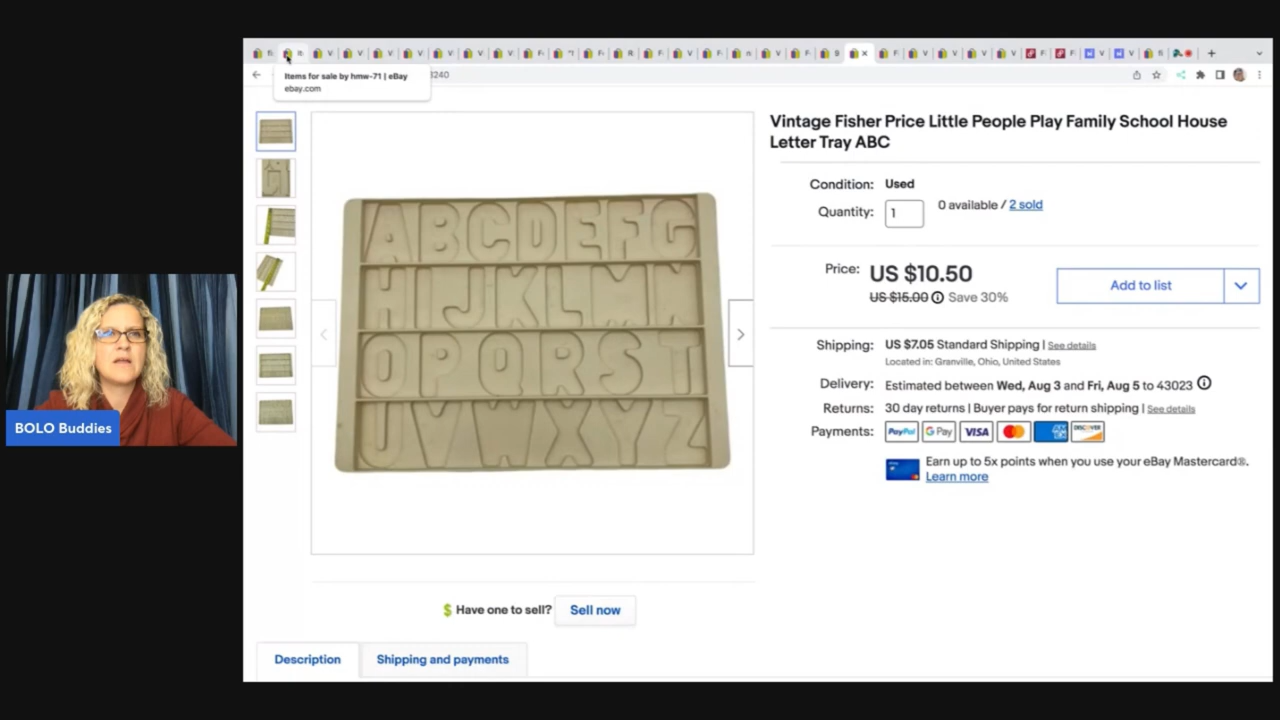 Items for sale by hmw-71 | eBay
ebay.com
3240
Vintage Fisher Price Little People Play Family School House
Letter Tray ABC
Condition: Used
Quantity: 1 0 available / 2 sold
Price: US $10.50
US $15.00 Save 30%
Add to list
Shipping: US $7.05 Standard Shipping | See details
Located in: Granville, Ohio, United States
Delivery: Estimated between Wed, Aug 3 and Fri, Aug 5 to 43023
Returns: 30 day returns | Buyer pays for return shipping | See details
Payments: PayPal G Pay VISA DISCOVER
Earn up to 5x points when you use your eBay Mastercard®.
Learn more
ABCDEFG
HIJKLMN
OPQRST
UVWXYZ
BOLO Buddies
$ Have one to sell? Sell now
Description Shipping and payments